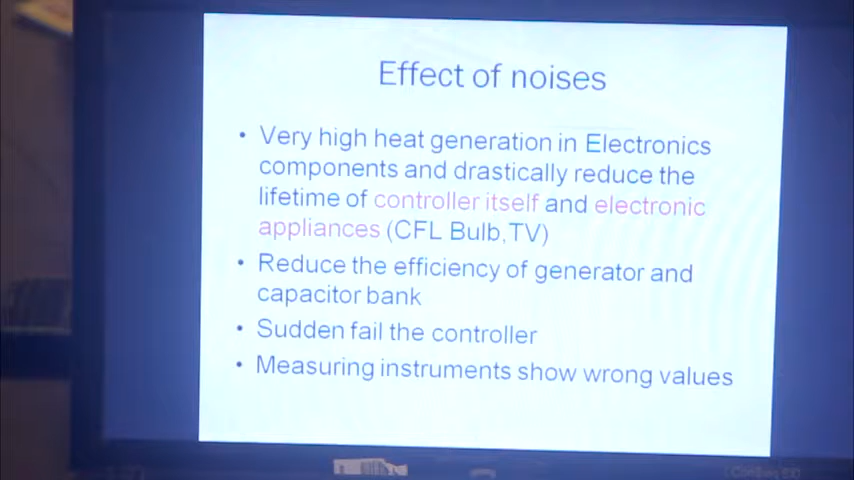 Effect of noises
• Very high heat generation in Electronics
components and drastically reduce the
lifetime of controller itself and electronic
appliances (CFL Bulb,TV)
• Reduce the efficiency of generator and
capacitor bank
• Sudden fail the controller
• Measuring instruments show wrong values